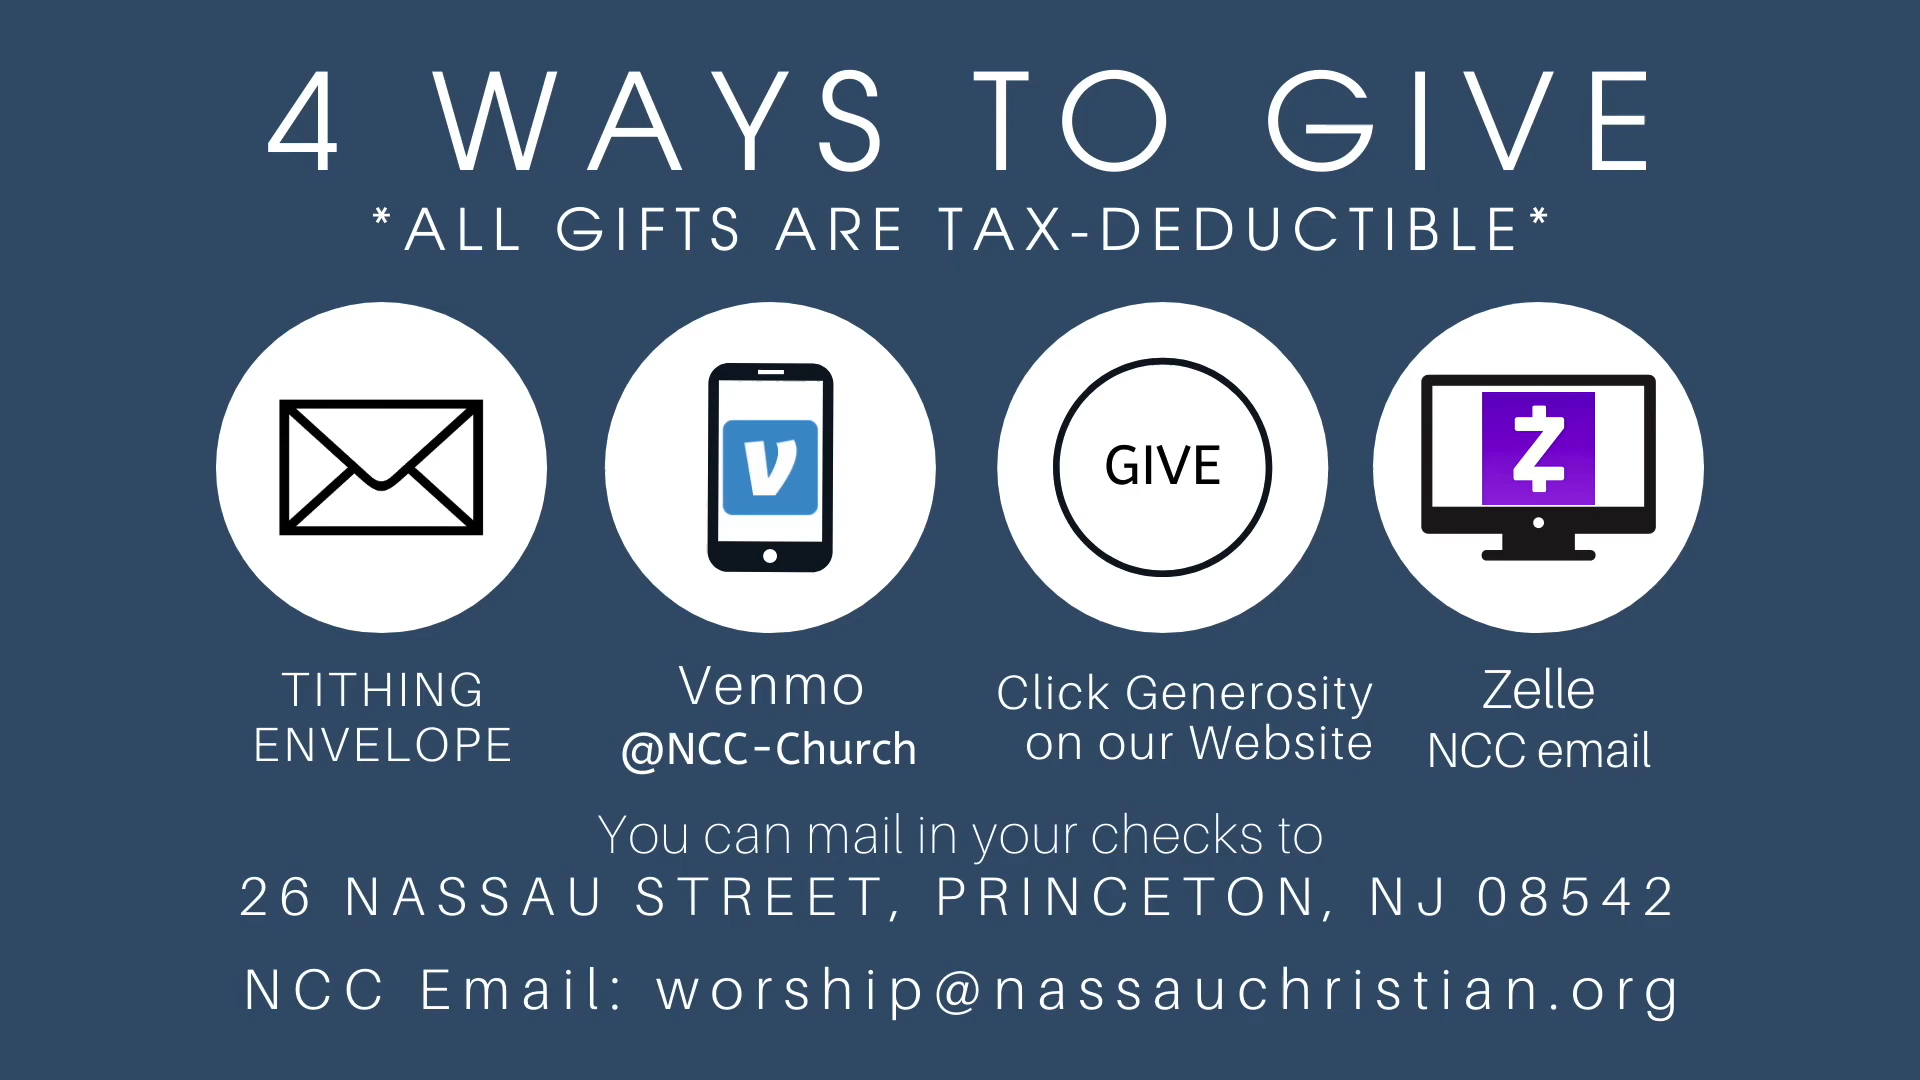 4 WAYS TO GIVE
*ALL GIFTS ARE TAX-DEDUCTIBLE*
GIVE
TITHING
ENVELOPE
Venmo
@NCC-Church
Click Generosity
on our Website
Zelle
NCC email
You can mail in your checks to
26 NASSAU STREET, PRINCETON, NJ 08542
NCC Email: worship@nassauchristian.org